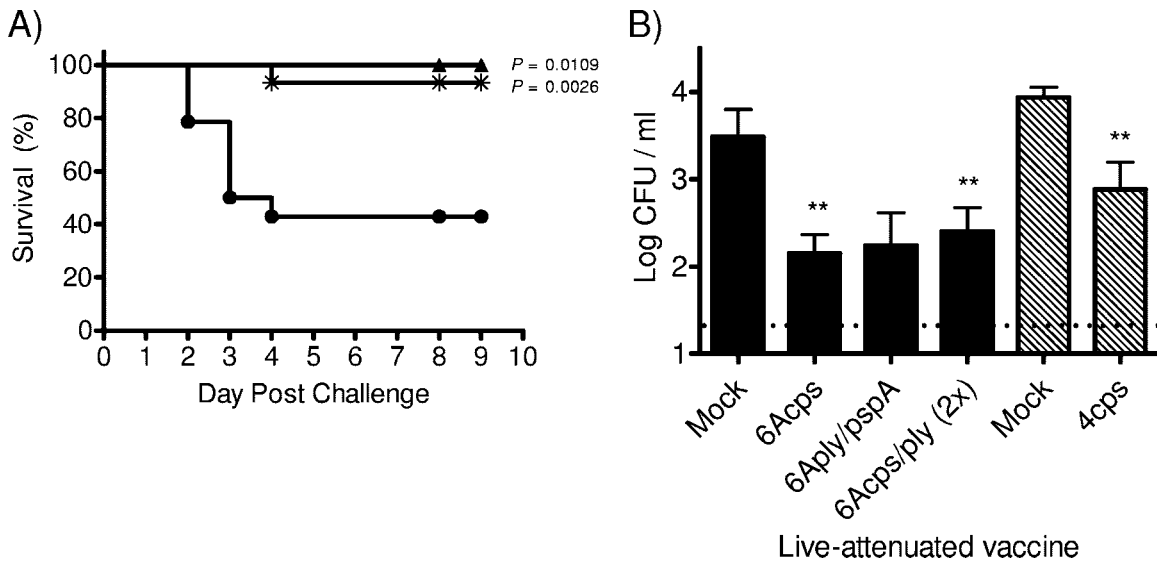 A)
100
80
60
40
20
0
Survival (%)
P = 0.0109
P = 0.0026
0 1 2 3 4 5 6 7 8 9 10
Day Post Challenge
B)
4
3
2
1
Log CFU / ml
**
**
**
Mock
6Acps
6Aply/pspA
6Acps/ply (2x)
Mock
4cps
Live-attenuated vaccine